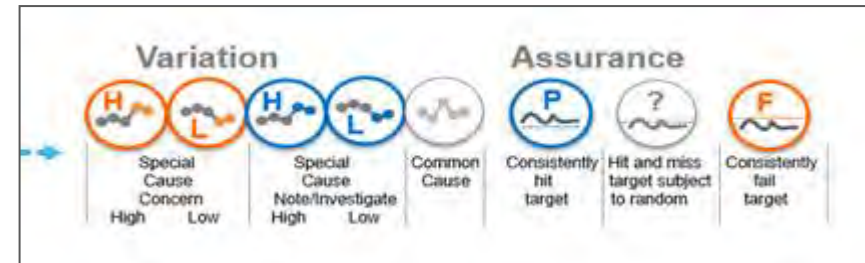 Variation
Assurance
H
L
H
L
P
?
F
Special
Cause
Concern
High Low
Special
Cause
Note/Investigate
High Low
Common
Cause
Consistently
hit
target
Hit and miss
target subject
to random
Consistently
fail
target